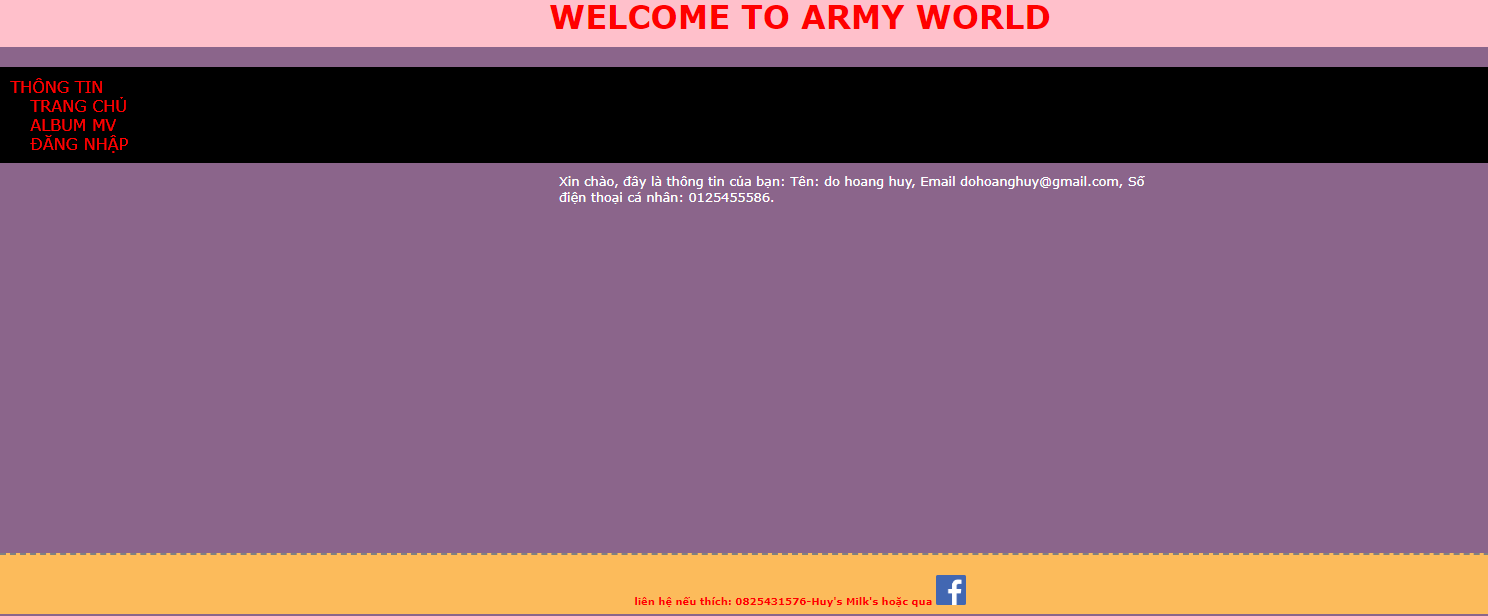 WELCOME TO ARMY WORLD
THÔNG TIN
TRANG CHỦ
ALBUM MV
ĐĂNG NHẬP
Xin chào, đây là thông tin của bạn: Tên: do hoang huy, Email dohoanghuy@gmail.com, Số
điện thoại cá nhân: 0125455586.
liên hệ nếu thích: 0825431576-Huy's Milk's hoặc qua